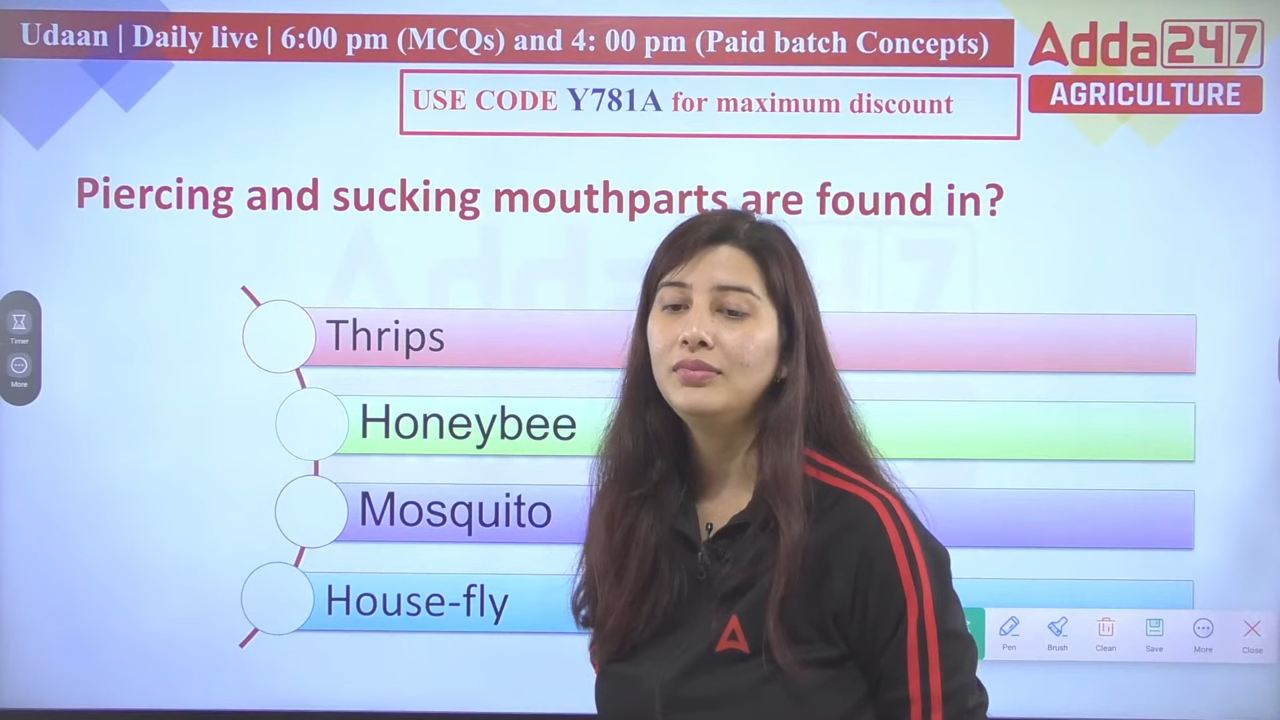 Udaan | Daily live | 6:00 pm (MCQs) and 4: 00 pm (Paid batch Concepts)
Adda247
AGRICULTURE
USE CODE Y781A for maximum discount
Piercing and sucking mouthparts are found in?
Thrips
Honeybee
Mosquito
House-fly
Timer
More
Pen
Brush
Clean
Save
More
Close